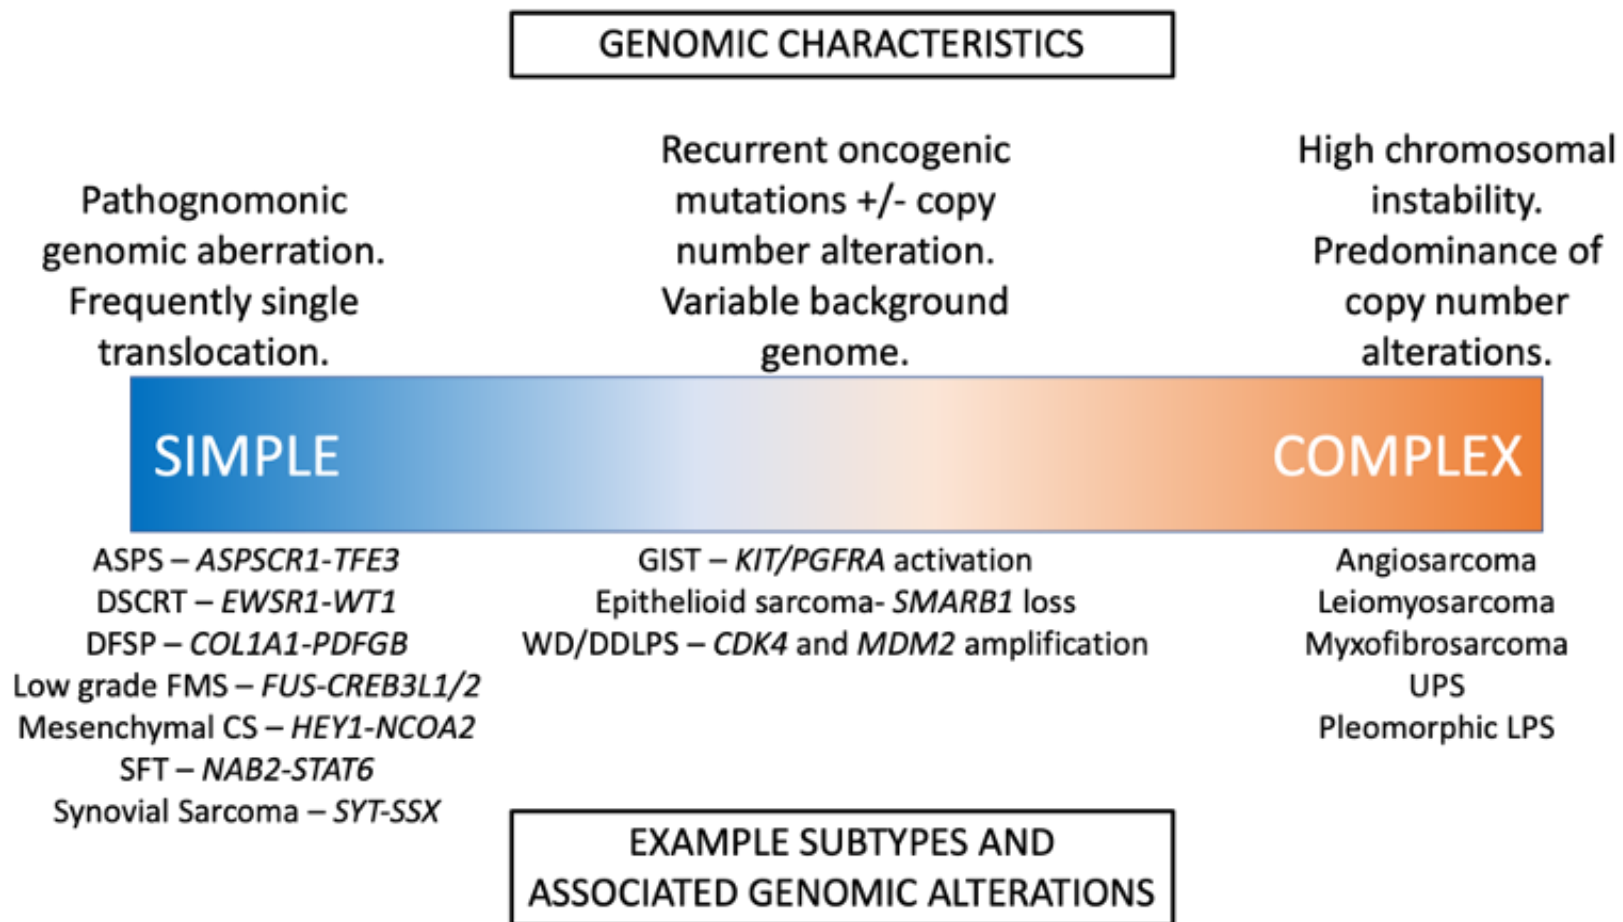 GENOMIC CHARACTERISTICS
Pathognomonic
genomic aberration.
Frequently single
translocation.
Recurrent oncogenic
mutations +/- copy
number alteration.
Variable background
genome.
High chromosomal
instability.
Predominance of
copy number
alterations.
SIMPLE
COMPLEX
ASPS – ASPSCR1-TFE3
DSCRT – EWSR1-WT1
DFSP – COL1A1-PDFGB
Low grade FMS – FUS-CREB3L1/2
Mesenchymal CS – HEY1-NCOA2
SFT – NAB2-STAT6
Synovial Sarcoma – SYT-SSX
GIST – KIT/PGFRA activation
Epithelioid sarcoma- SMARB1 loss
WD/DDLPS – CDK4 and MDM2 amplification
Angiosarcoma
Leiomyosarcoma
Myxofibrosarcoma
UPS
Pleomorphic LPS
EXAMPLE SUBTYPES AND
ASSOCIATED GENOMIC ALTERATIONS